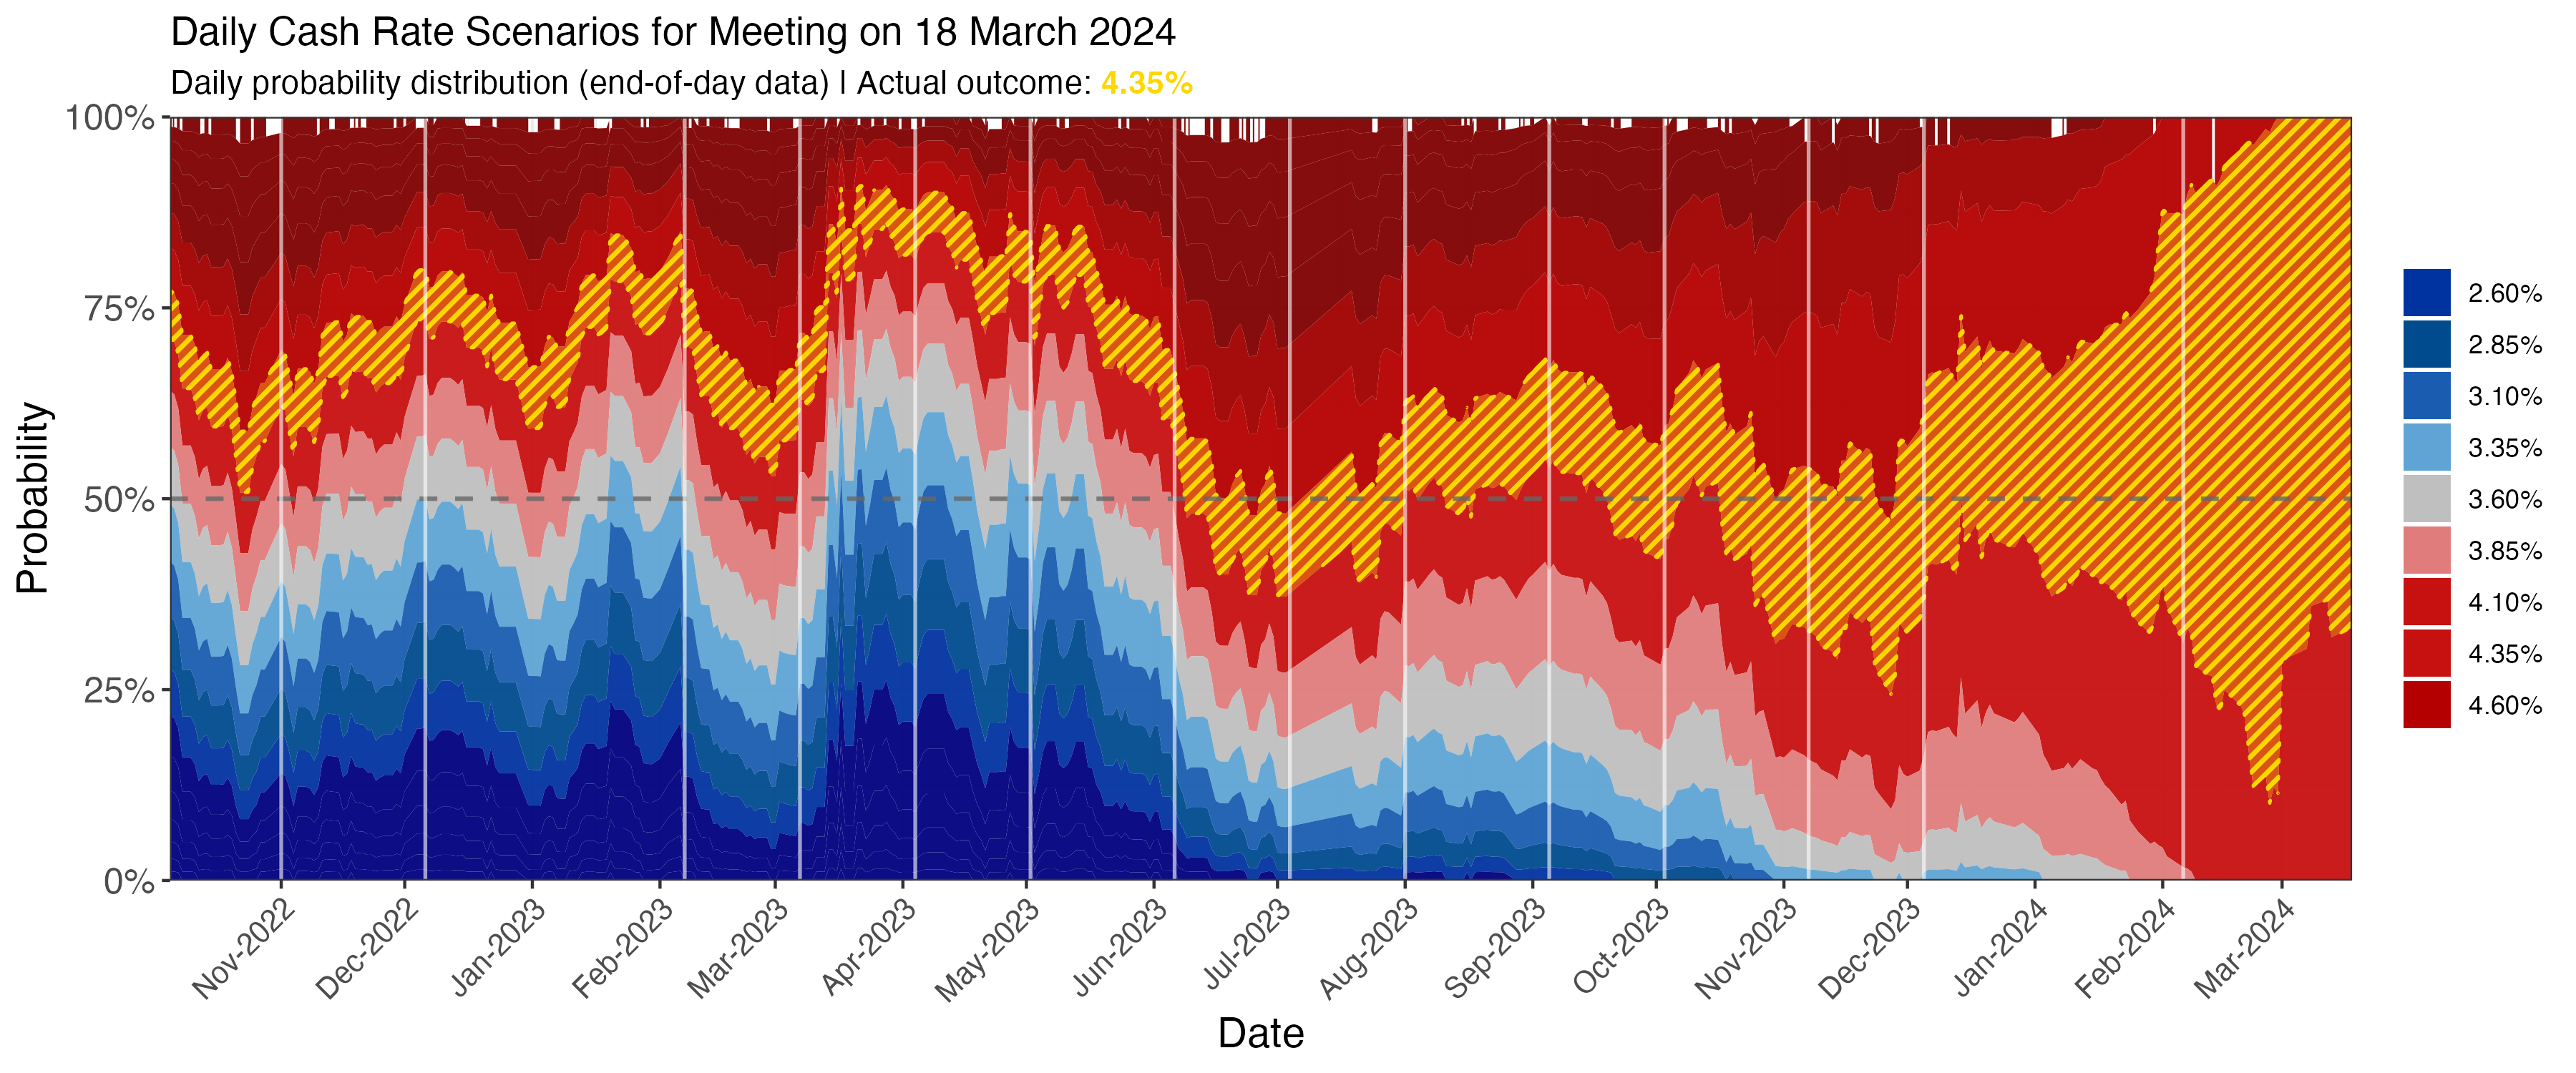 Daily Cash Rate Scenarios for Meeting on 18 March 2024
Daily probability distribution (end-of-day data) | Actual outcome: 4.35%
100%
75%
50%
25%
0%
Probability
Nov-2022
Dec-2022
Jan-2023
Feb-2023
Mar-2023
Apr-2023
May-2023
Jun-2023
Jul-2023
Aug-2023
Sep-2023
Oct-2023
Nov-2023
Dec-2023
Jan-2024
Feb-2024
Mar-2024
Date
2.60%
2.85%
3.10%
3.35%
3.60%
3.85%
4.10%
4.35%
4.60%